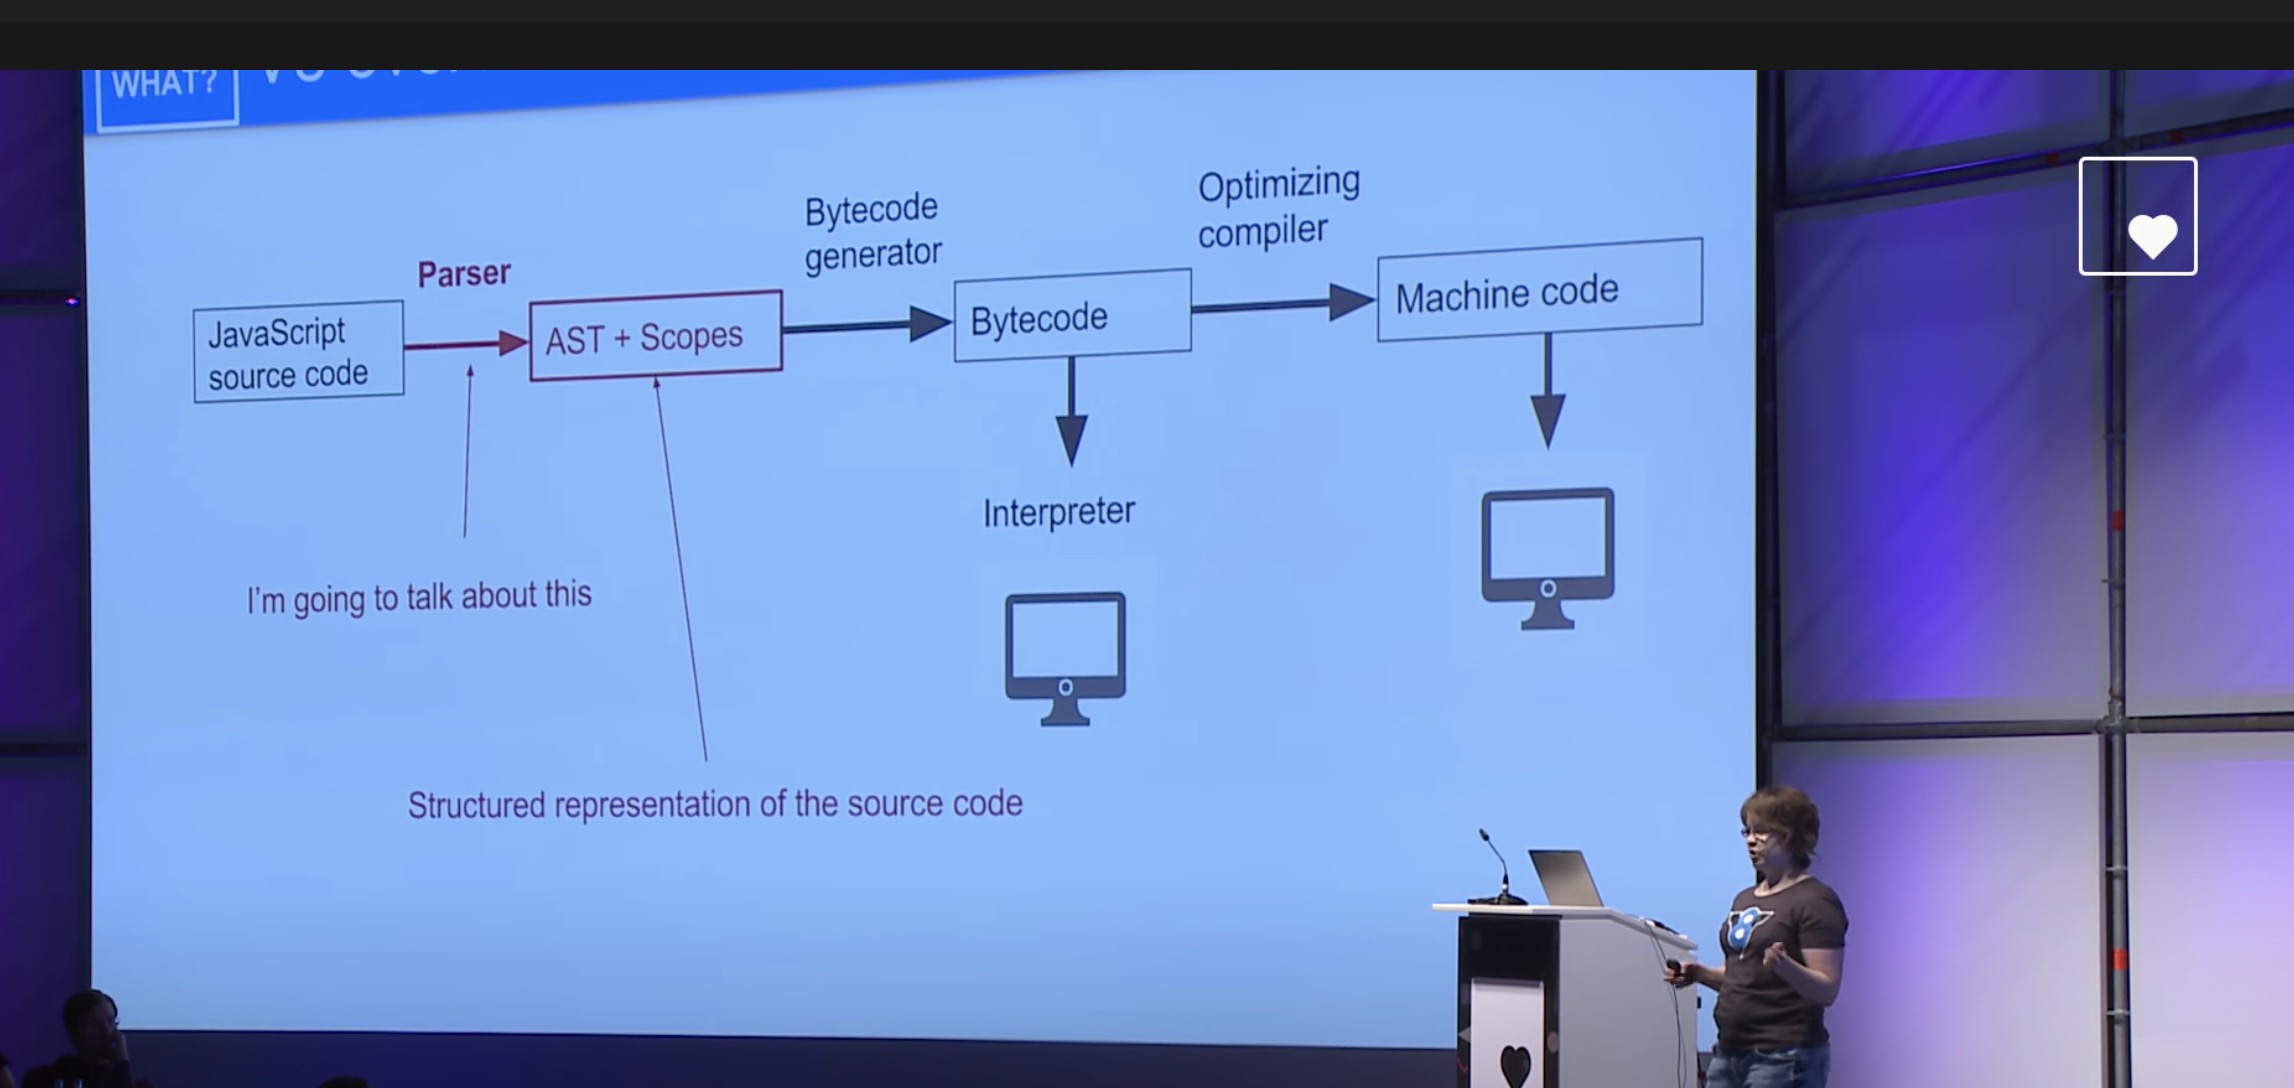 WHAT?
Optimizing
compiler
Bytecode
generator
Parser
JavaScript
source code
AST + Scopes
Bytecode
Machine code
Interpreter
I'm going to talk about this
Structured representation of the source code